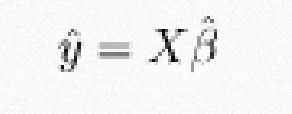 ŷ = Xβ̂